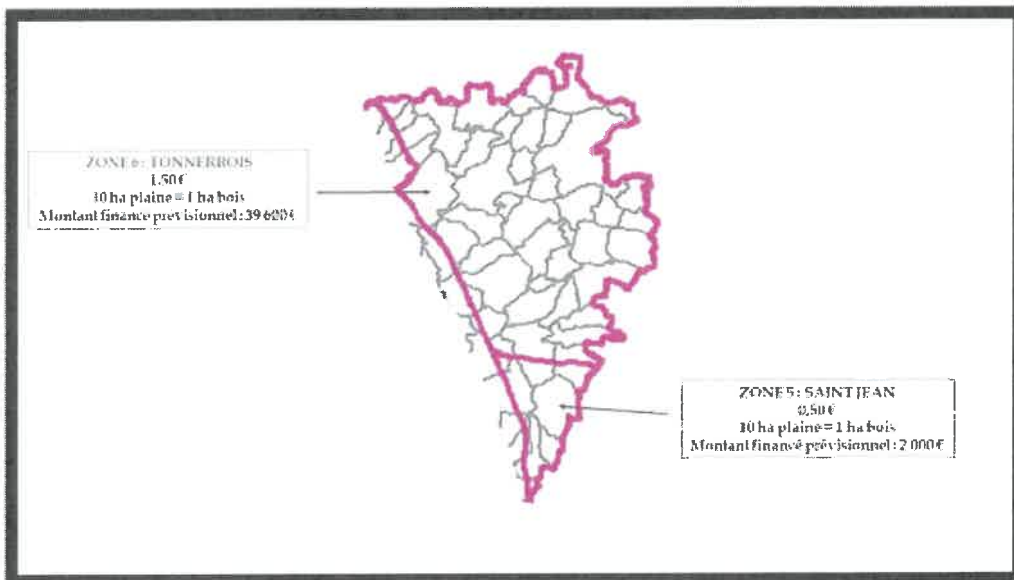 ZONE 6 : TONNERROIS
1,50 €
10 ha plaine = 1 ha bois
Montant financé prévisionnel : 39 600 €
ZONE 5 : SAINT JEAN
0,50 €
10 ha plaine = 1 ha bois
Montant financé prévisionnel : 2 000 €